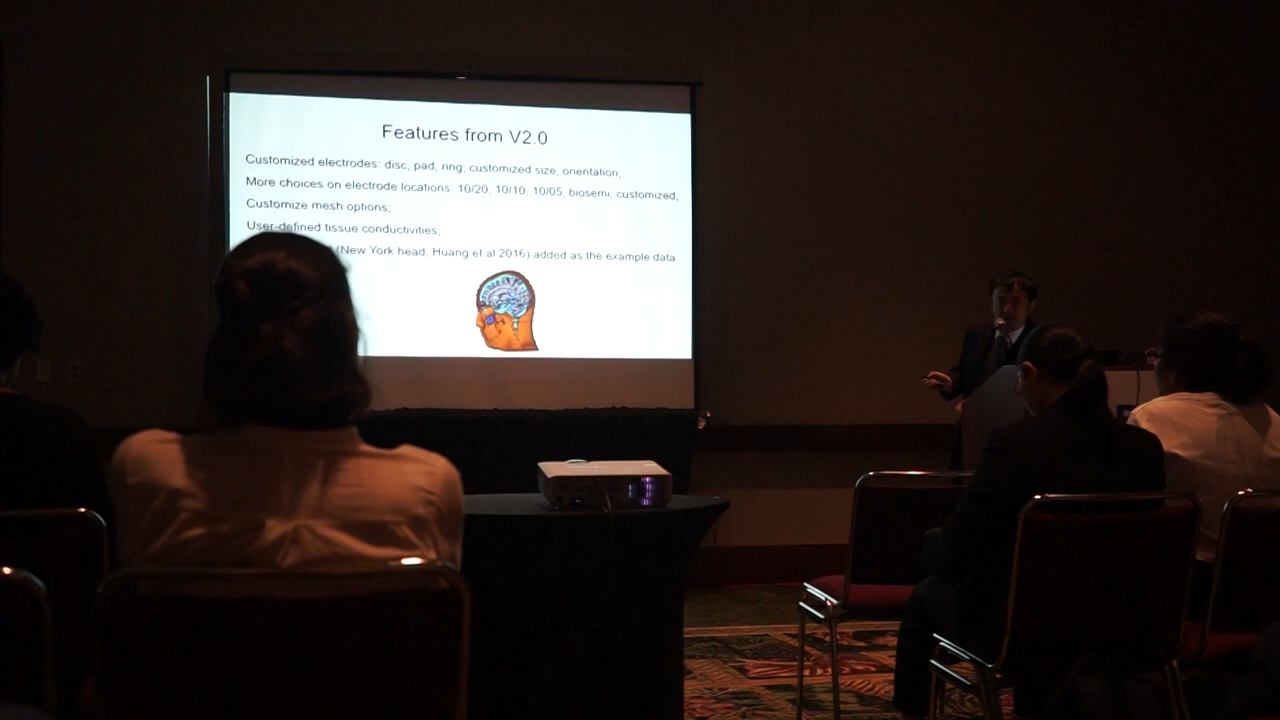 Features from V2.0
Customized electrodes: disc, pad, ring; customized size, orientation;
More choices on electrode locations: 10/20, 10/10, 10/05, biosemi, customized;
Customize mesh options;
User-defined tissue conductivities;
(New York head, Huang et al 2016) added as the example data